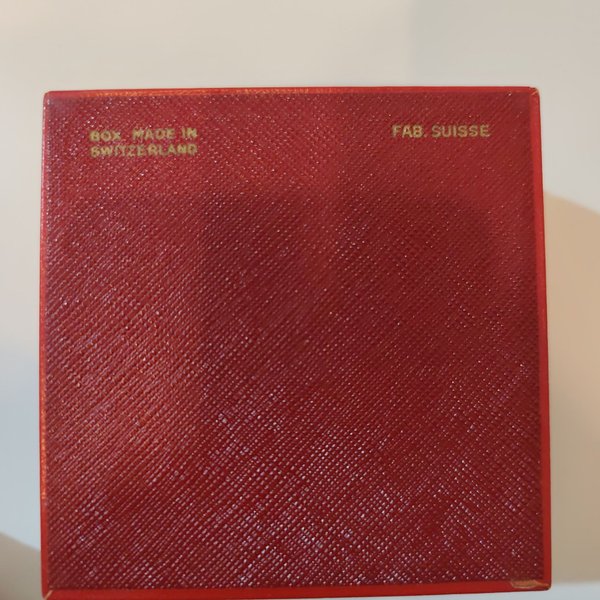 BOX. MADE IN
SWITZERLAND
FAB. SUISSE